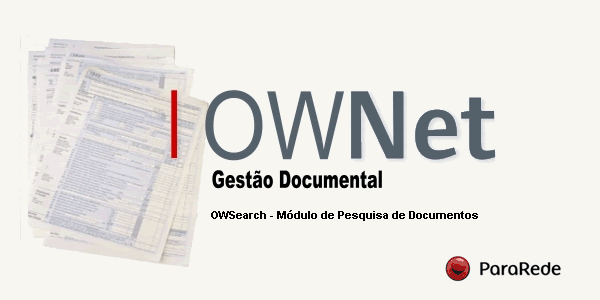 OWNet
Gestão Documental
OWSearch - Módulo de Pesquisa de Documentos
ParaRede